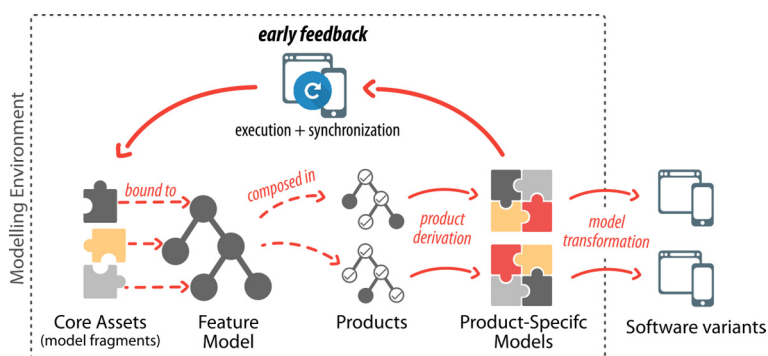 early feedback
execution + synchronization
Modelling Environment
bound to
composed in
product
derivation
model
transformation
Core Assets
(model fragments)
Feature
Model
Products
Product-Specifc
Models
Software variants